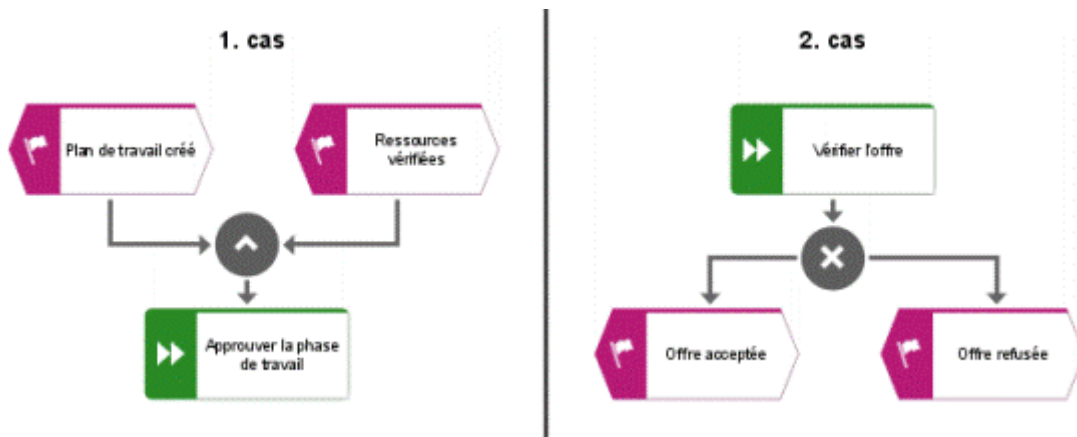 1. cas
Plan de travail créé
Ressources
vérifiées
Approuver la phase
de travail
2. cas
Vérifier l'offre
Offre acceptée
Offre refusée